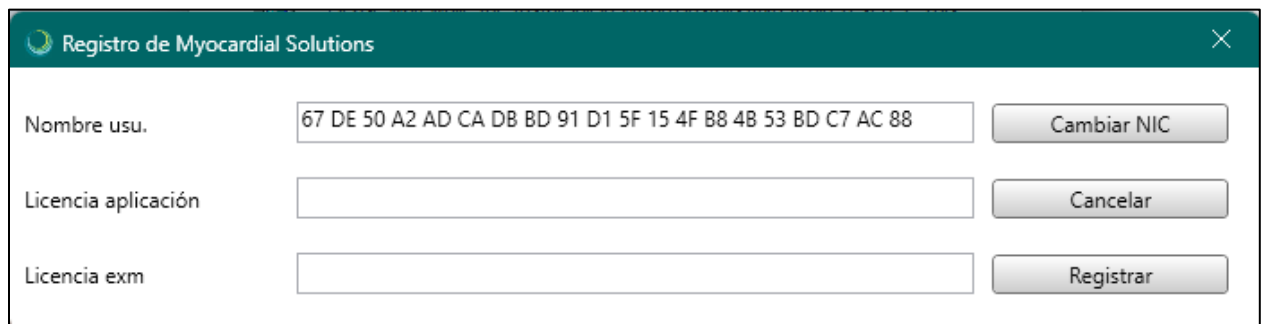 Registro de Myocardial Solutions
Nombre usu. 67 DE 50 A2 AD CA DB BD 91 D1 5F 15 4F B8 4B 53 BD C7 AC 88 Cambiar NIC
Licencia aplicación Cancelar
Licencia exm Registrar